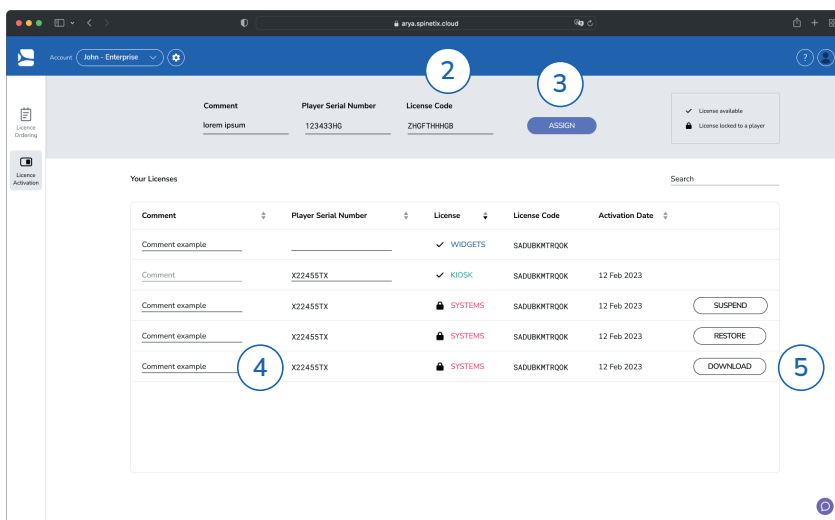 arya.spinetix.cloud
Account John - Enterprise
?
2
3
Licence
Ordering
Licence
Activation
Comment Player Serial Number License Code
lorem ipsum 123433HG ZHGFTHHHGB ASSIGN
License available
License locked to a player
Your Licenses Search
Comment Player Serial Number License License Code Activation Date
Comment example WIDGETS SADUBKMTRQOK
Comment X22455TX KIOSK SADUBKMTRQOK 12 Feb 2023
Comment example X22455TX SYSTEMS SADUBKMTRQOK 12 Feb 2023 SUSPEND
Comment example X22455TX SYSTEMS SADUBKMTRQOK 12 Feb 2023 RESTORE
Comment example 4 X22455TX SYSTEMS SADUBKMTRQOK 12 Feb 2023 DOWNLOAD 5